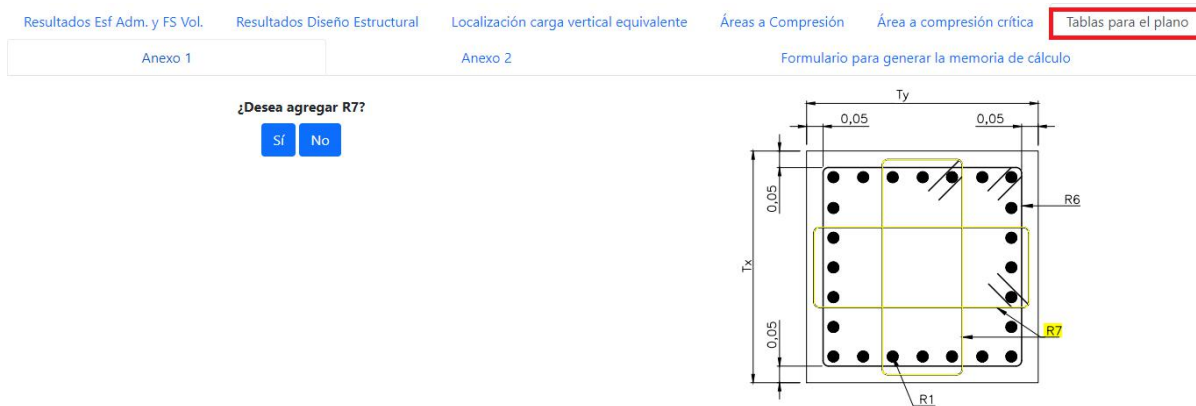 Resultados Esf Adm. y FS Vol. Resultados Diseño Estructural Localización carga vertical equivalente Áreas a Compresión Área a compresión crítica Tablas para el plano
Anexo 1 Anexo 2 Formulario para generar la memoria de cálculo
¿Desea agregar R7?
Sí No
Ty
0,05 0,05
0,05
R6
Tx
0,05
R7
R1